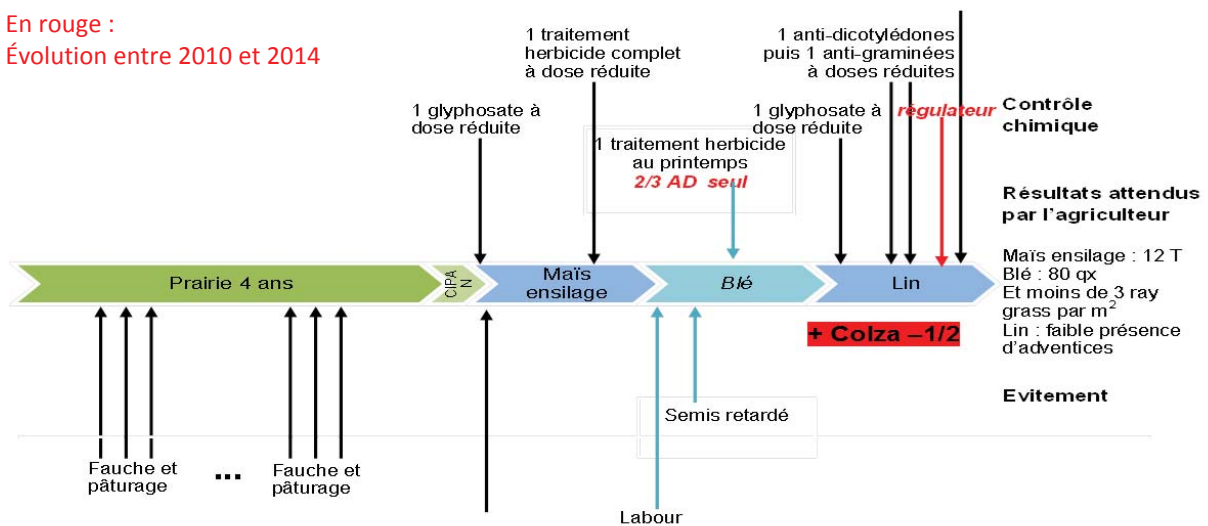 En rouge :
Évolution entre 2010 et 2014
1 traitement
herbicide complet
à dose réduite
1 anti-dicotylédones
puis 1 anti-graminées
à doses réduites
1 glyphosate à
dose réduite
1 glyphosate à
dose réduite
régulateur
Contrôle
chimique
1 traitement herbicide
au printemps
2/3 AD seul
Résultats attendus
par l'agriculteur
Prairie 4 ans
CIPA
N
Maïs
ensilage
Blé
Lin
Maïs ensilage : 12 T
Blé : 80 qx
Et moins de 3 ray
grass par m²
Lin : faible présence
d'adventices
+ Colza –1/2
Evitement
Semis retardé
Fauche et
pâturage
...
Fauche et
pâturage
Labour